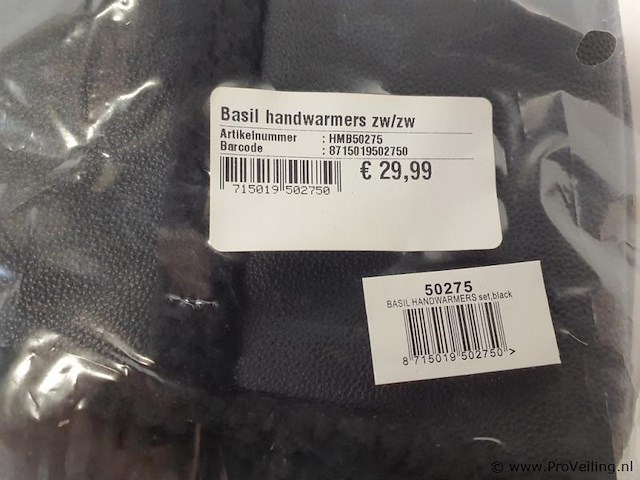 Basil handwarmers zw/zw
Artikelnummer : HMB50275
Barcode : 8715019502750
€ 29,99
715019 502750
50275
BASIL HANDWARMERS set,black
8 715019 502750 >
© www.ProVeiling.nl